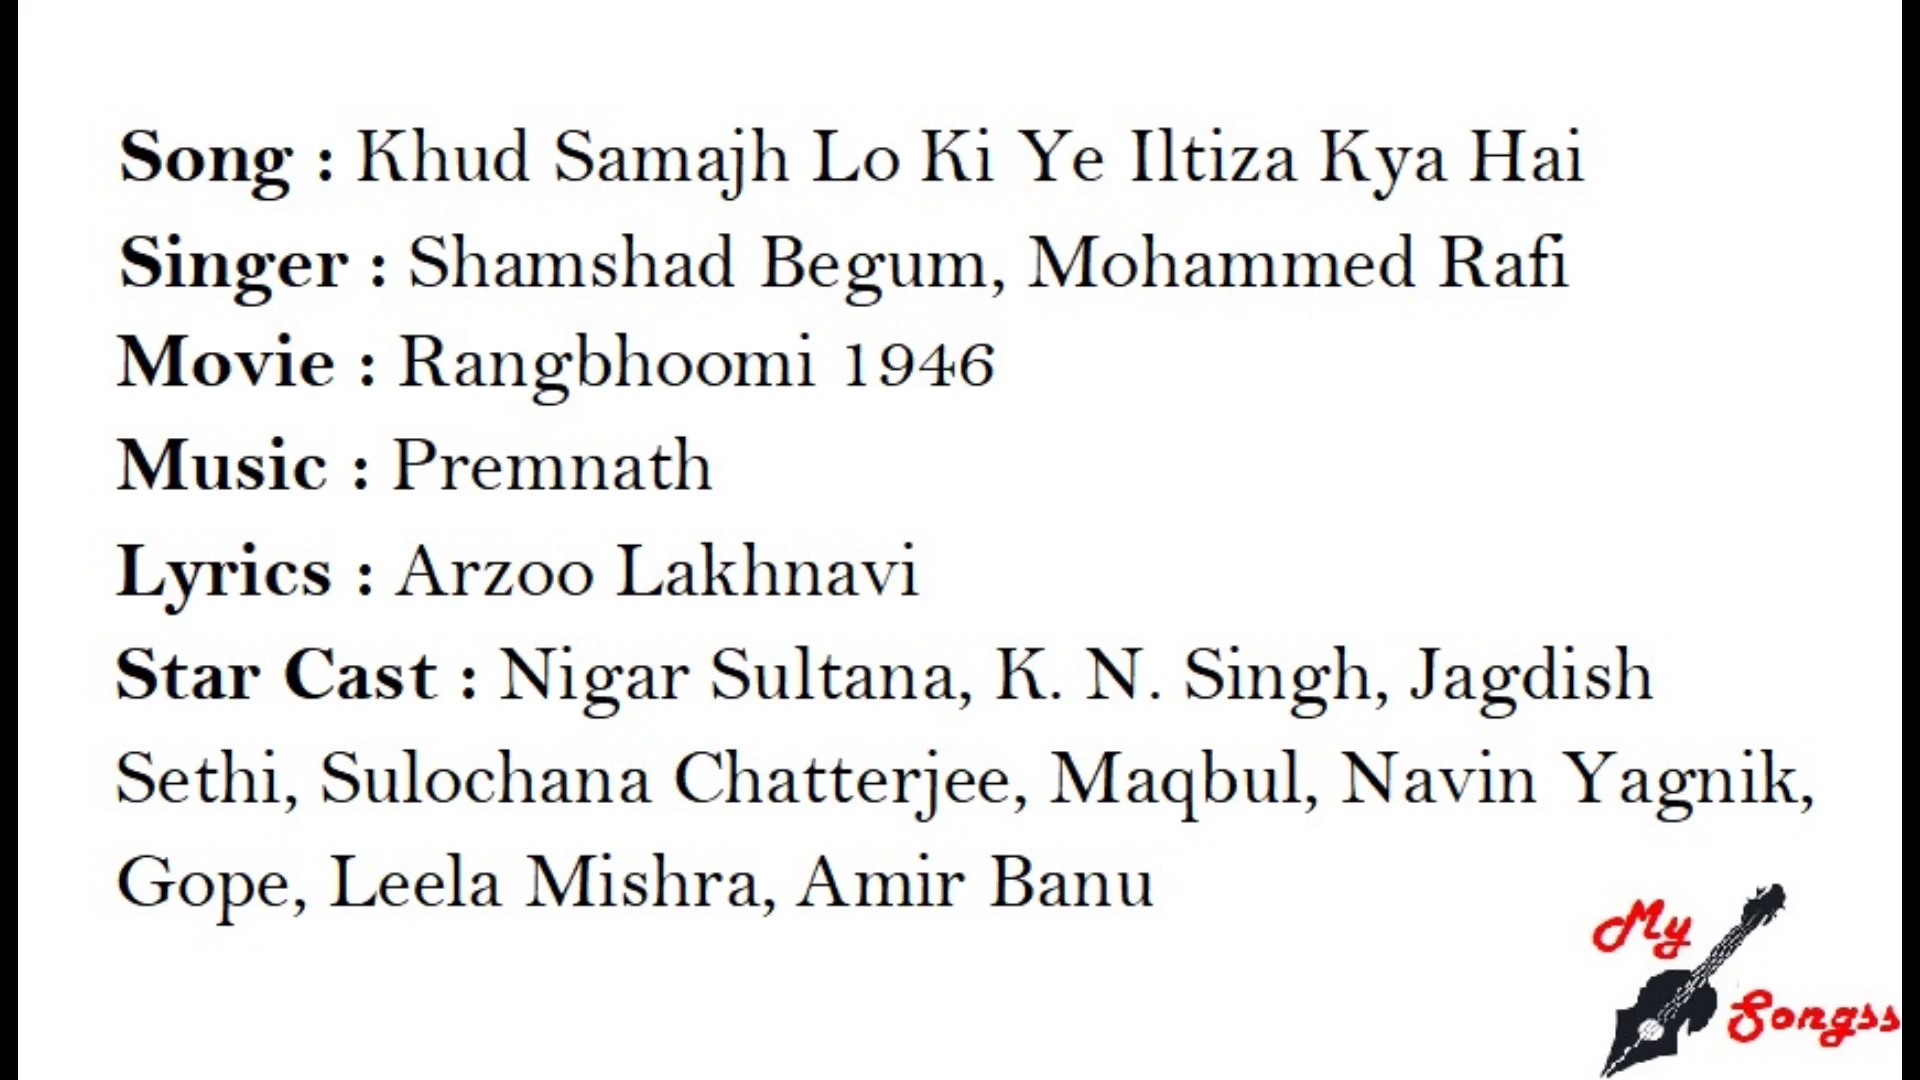 Song : Khud Samajh Lo Ki Ye Iltiza Kya Hai
Singer : Shamshad Begum, Mohammed Rafi
Movie : Rangbhoomi 1946
Music : Premnath
Lyrics : Arzoo Lakhnavi
Star Cast : Nigar Sultana, K. N. Singh, Jagdish
Sethi, Sulochana Chatterjee, Maqbul, Navin Yagnik,
Gope, Leela Mishra, Amir Banu
My
Songss